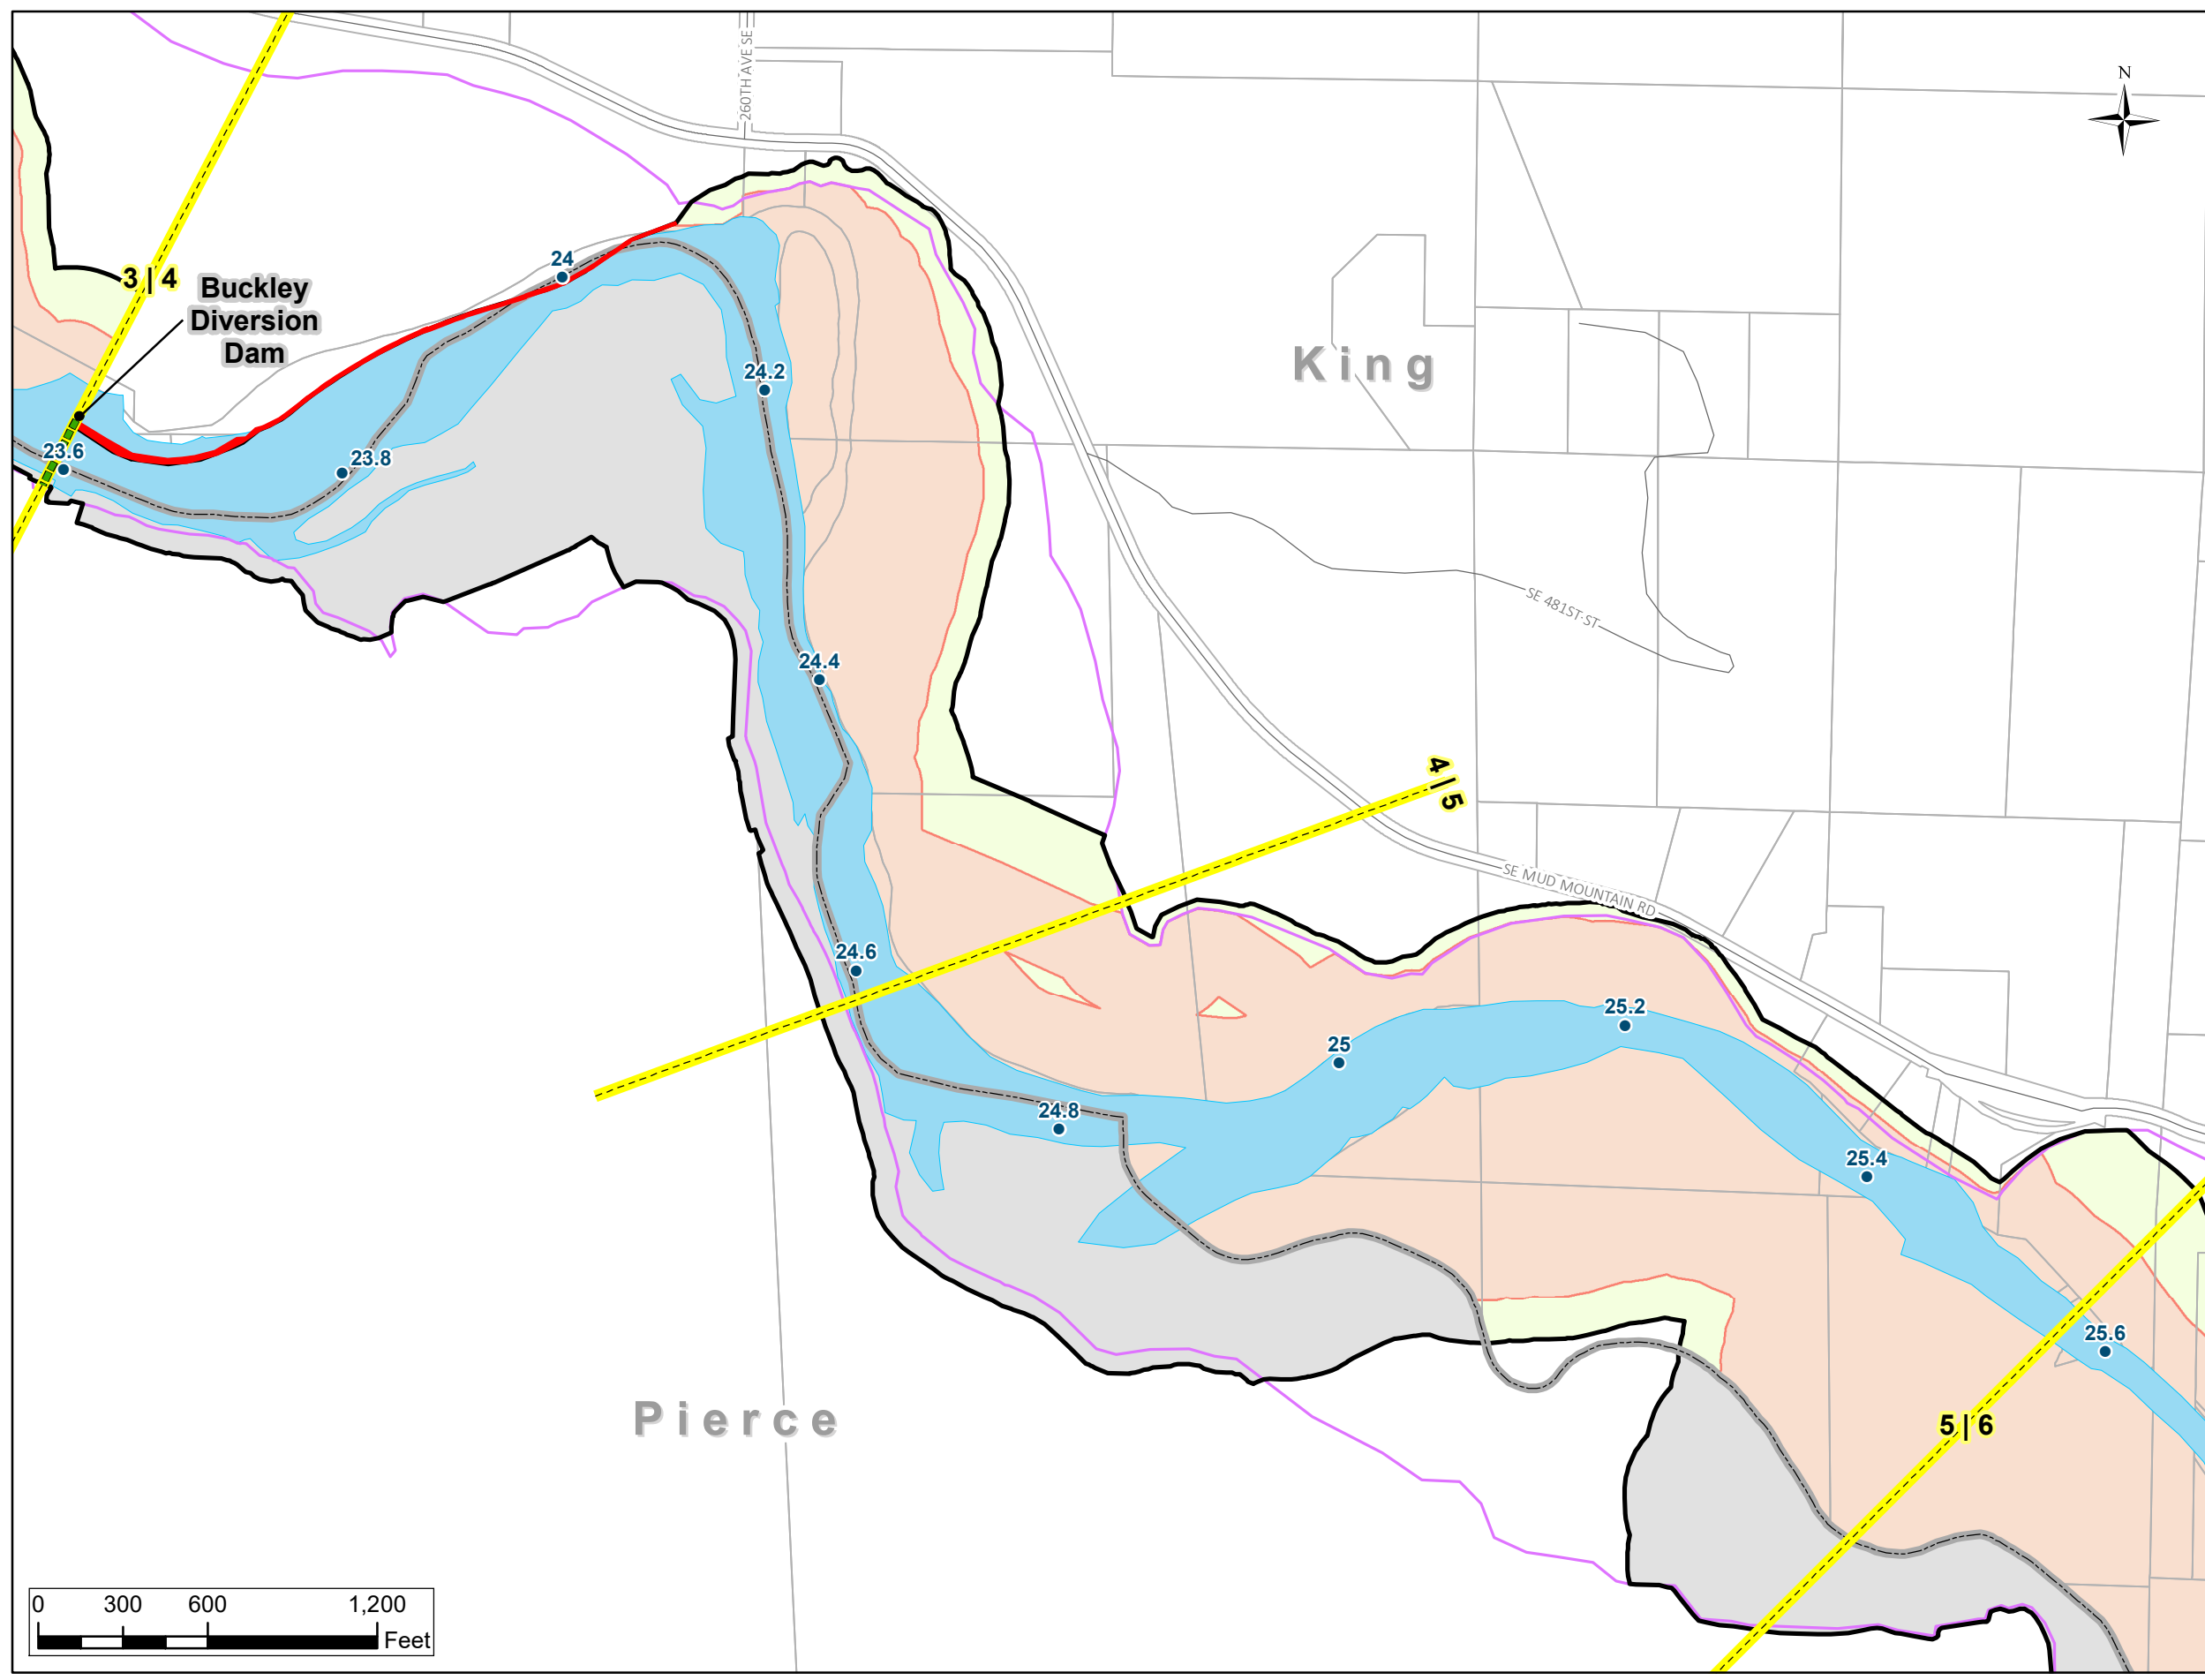 N
260TH AVE SE
24
3 | 4
Buckley
Diversion
Dam
King
24.2
23.6
23.8
SE 481ST ST
24.4
4 | 5
SE MUD MOUNTAIN RD
24.6
25.2
25
24.8
25.4
25.6
Pierce
5 | 6
0 300 600 1,200
Feet